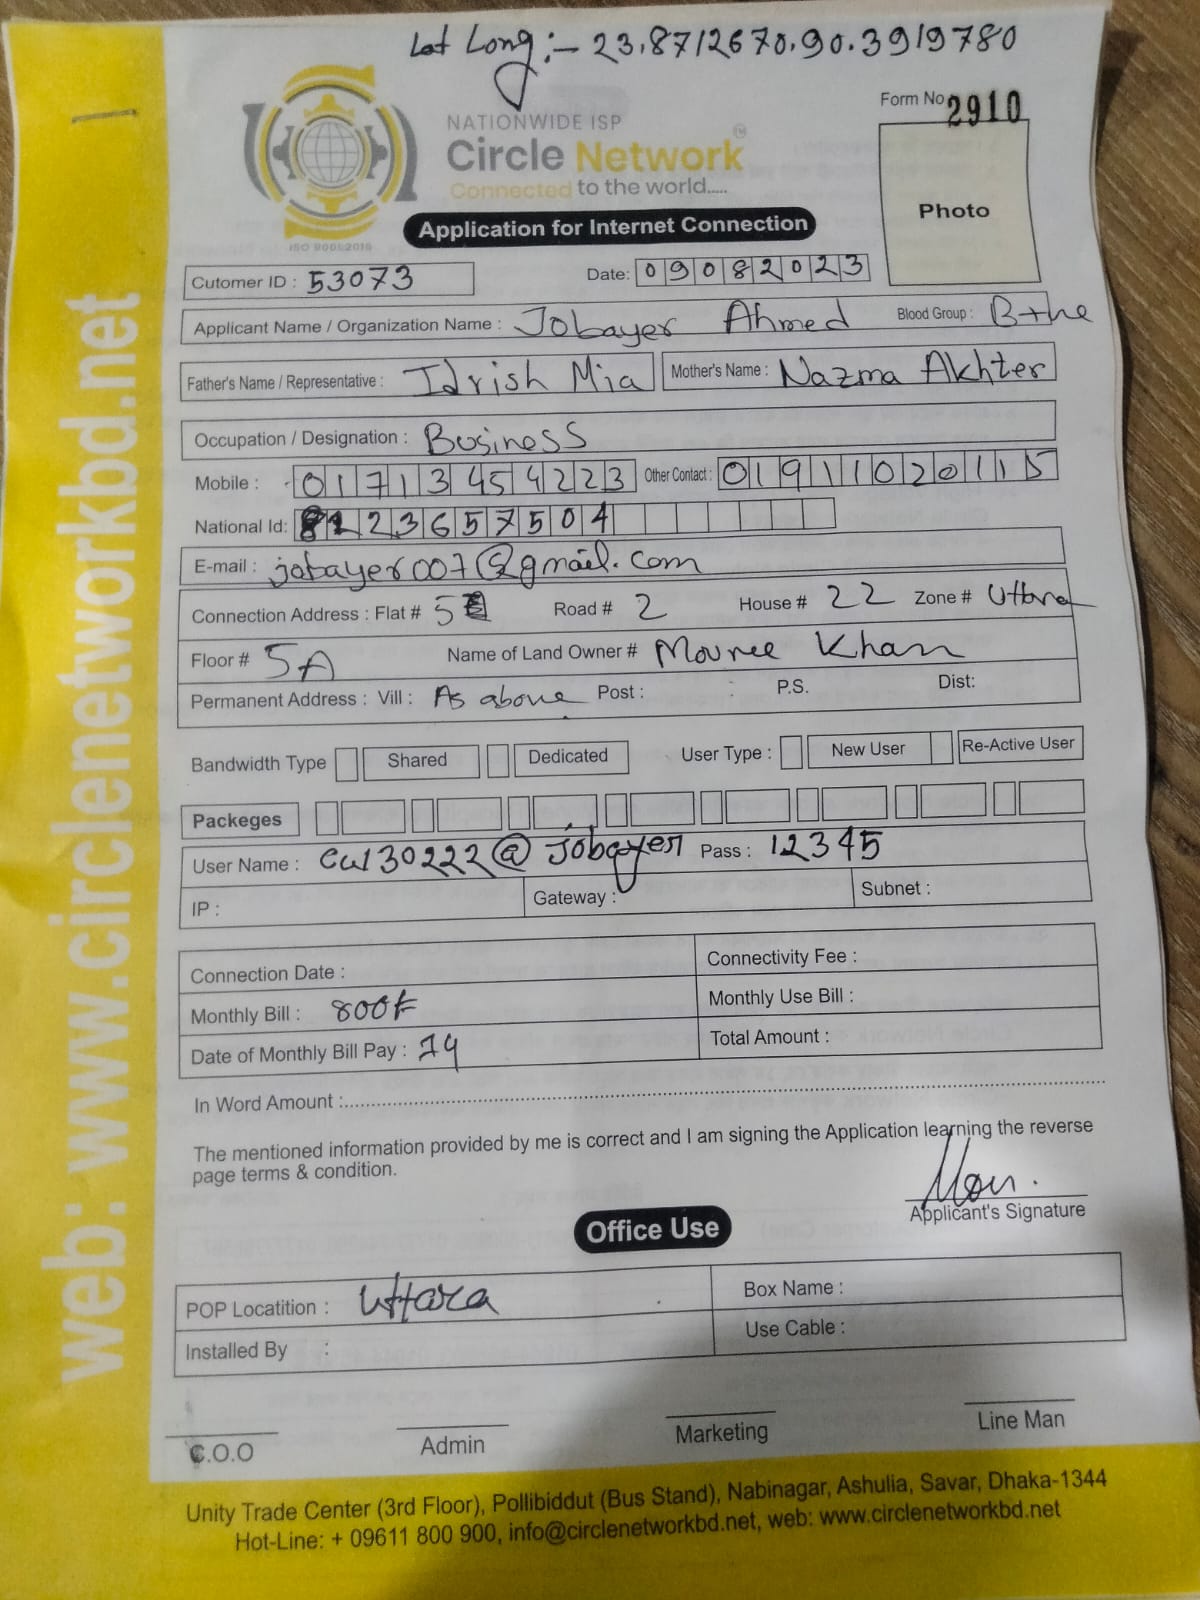 Lat Long:- 23.8712670.90.3919780
Form No 2910
NATIONWIDE ISP
Circle Network TM
Connected to the world.....
ISO 9001:2015
Photo
Application for Internet Connection
Cutomer ID : 53073 Date: 09082023
Applicant Name / Organization Name : Jobayer Ahmed Blood Group : B+he
Father's Name / Representative : Idrish Mia Mother's Name : Nazma Akhter
Occupation / Designation : Business
Mobile : 01713454223 Other Contact : 01911020115
National Id: 23657504
E-mail : jobayer007@gmail.com
Connection Address : Flat # 5 Road # 2 House # 22 Zone # Uttara
Floor # 5A Name of Land Owner # Khan
Permanent Address : Vill : As above Post : P.S. Dist:
Bandwidth Type Shared Dedicated User Type : New User Re-Active User
Packeges
User Name : cw130222@jobayer Pass : 12345
IP : Gateway : Subnet :
Connection Date : Connectivity Fee :
Monthly Bill : 800 Monthly Use Bill :
Date of Monthly Bill Pay : 14 Total Amount :
In Word Amount :
The mentioned information provided by me is correct and I am signing the Application learning the reverse
page terms & condition.
Applicant's Signature
Office Use
POP Locatition : Uttara Box Name :
Installed By : Use Cable :
C.O.O Admin Marketing Line Man
Unity Trade Center (3rd Floor), Pollibiddut (Bus Stand), Nabinagar, Ashulia, Savar, Dhaka-1344
Hot-Line: + 09611 800 900, info@circlenetworkbd.net, web: www.circlenetworkbd.net
web: www.circlenetworkbd.net